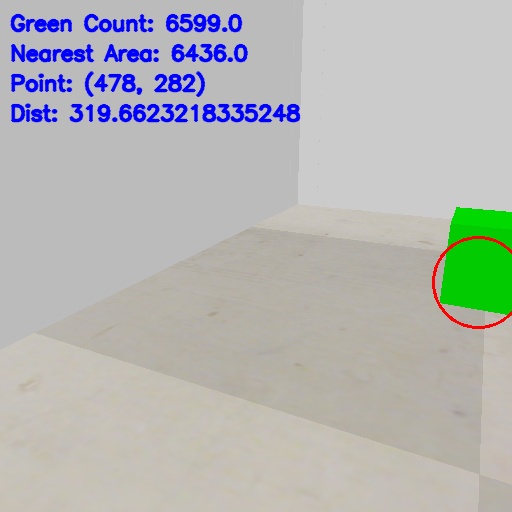 Green Count: 6599.0
Nearest Area: 6436.0
Point: (478, 282)
Dist: 319.6623218335248